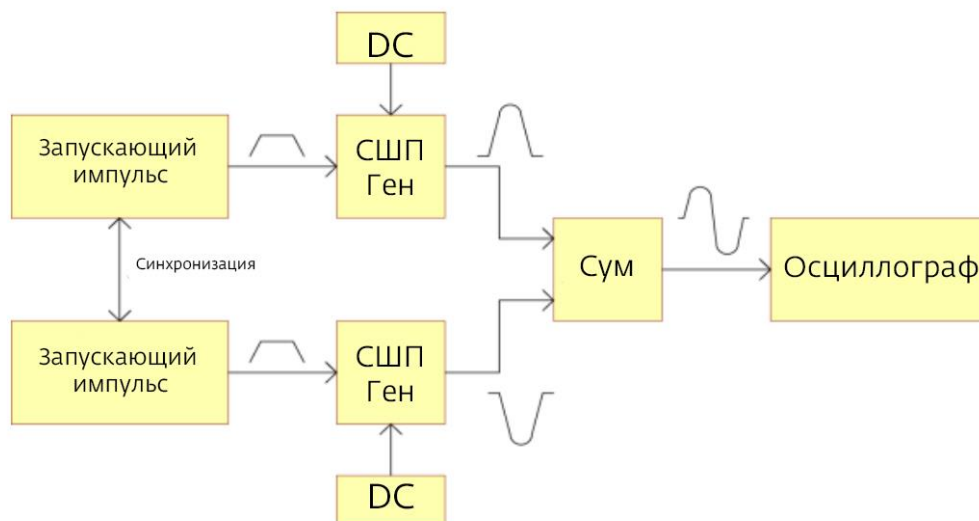 DC
Запускающий
импульс
СШП
Ген
Синхронизация
Сум
Осциллограф
Запускающий
импульс
СШП
Ген
DC